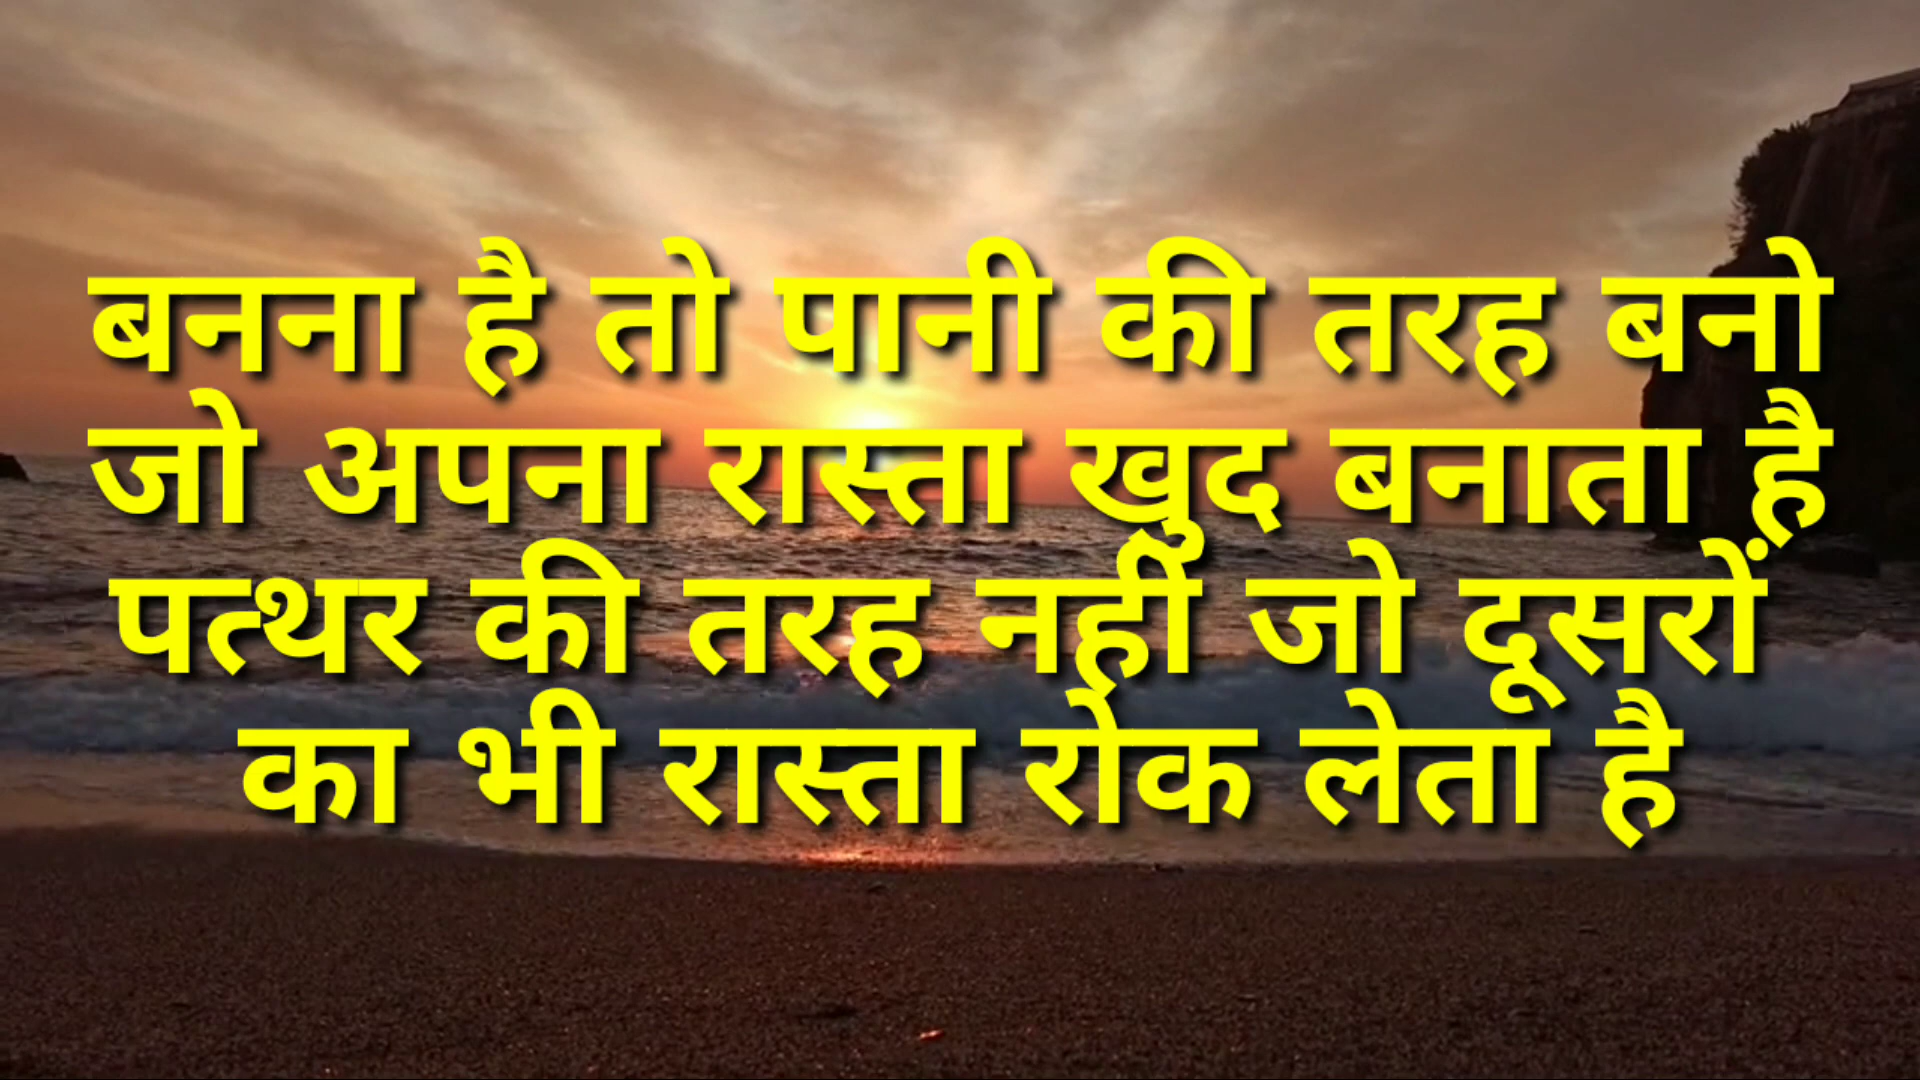 बनना है तो पानी की तरह बनो
जो अपना रास्ता खुद बनाता है
पत्थर की तरह नहीं जो दूसरों
का भी रास्ता रोक लेता है